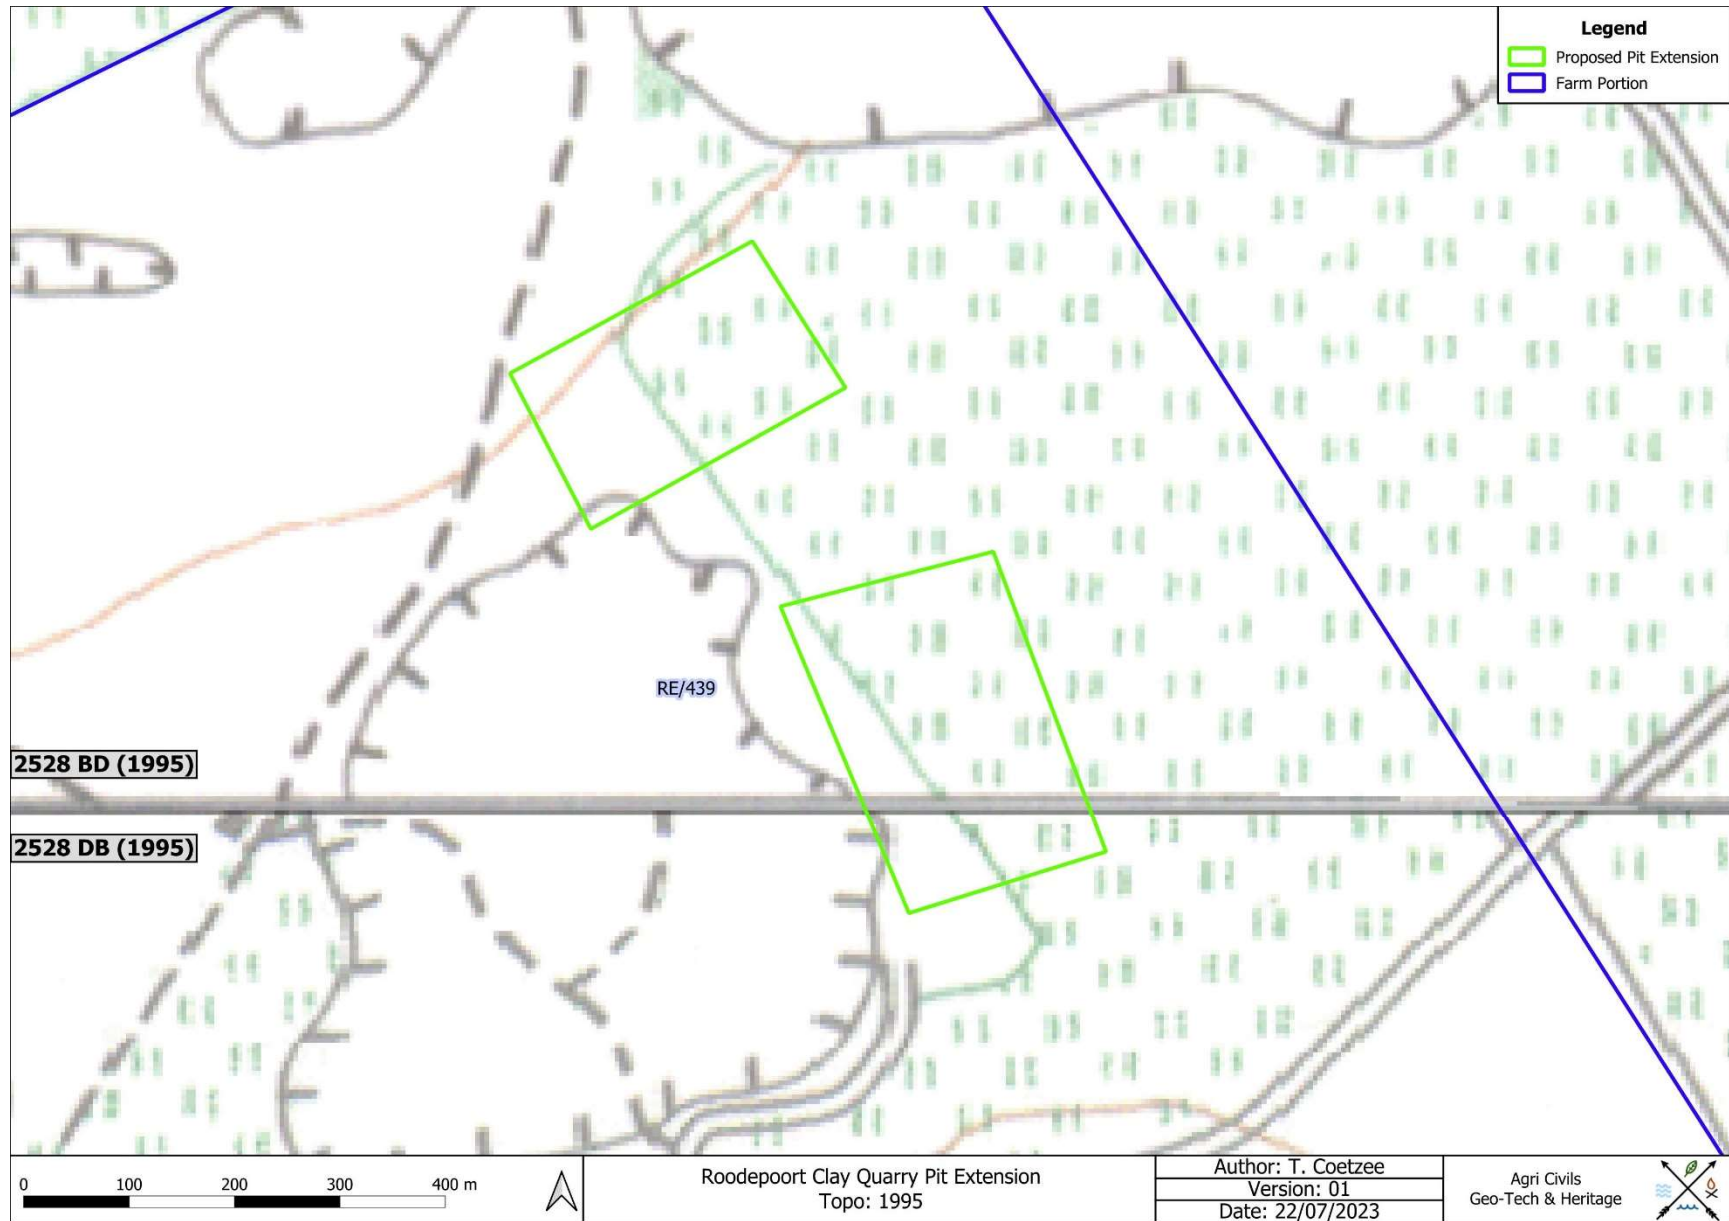 Legend
Proposed Pit Extension
Farm Portion
RE/439
2528 BD (1995)
2528 DB (1995)
0 100 200 300 400 m
Roodepoort Clay Quarry Pit Extension
Topo: 1995
Author: T. Coetzee
Version: 01
Date: 22/07/2023
Agri Civils
Geo-Tech & Heritage